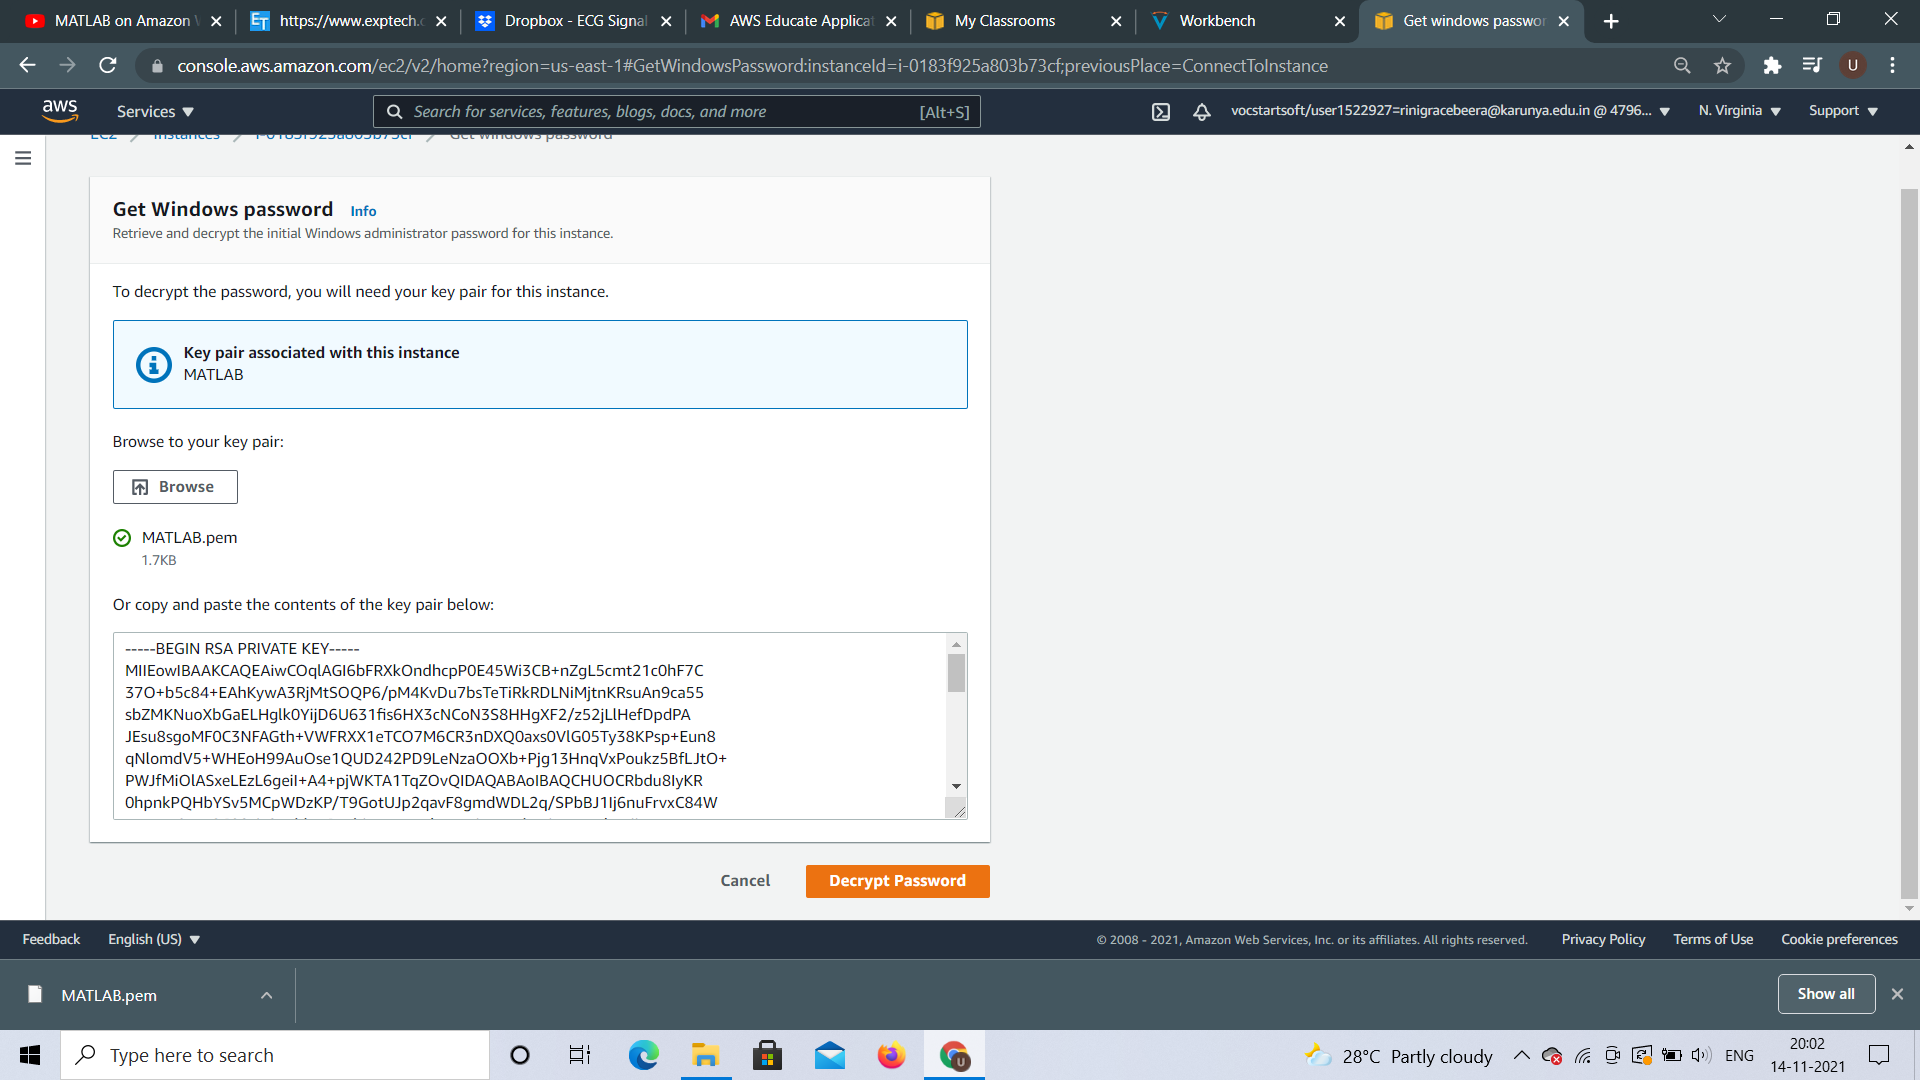 MATLAB on Amazon
https://www.exptech.
Dropbox - ECG Signal
AWS Educate Applicat
My Classrooms
Workbench
Get windows passwor
console.aws.amazon.com/ec2/v2/home?region=us-east-1#GetWindowsPassword:instanceId=i-0183f925a803b73cf;previousPlace=ConnectToInstance
U
aws
Services
Search for services, features, blogs, docs, and more
[Alt+S]
vocstartsoft/user1522927=rinigracebeera@karunya.edu.in @ 4796...
N. Virginia
Support
EC2 Instances i-0183f925a803b73cf Get windows password
Get Windows password Info
Retrieve and decrypt the initial Windows administrator password for this instance.
To decrypt the password, you will need your key pair for this instance.
Key pair associated with this instance
MATLAB
Browse to your key pair:
Browse
MATLAB.pem
1.7KB
Or copy and paste the contents of the key pair below:
-----BEGIN RSA PRIVATE KEY-----
MIIEowIBAAKCAQEAiwCOqlAGI6bFRXkOndhcpP0E45Wi3CB+nZgL5cmt21c0hF7C
37O+b5c84+EAhKywA3RjMtSOQP6/pM4KvDu7bsTeTiRkRDLNiMjtnKRsuAn9ca55
sbZMKNuoXbGaELHglk0YijD6U631fis6HX3cNCoN3S8HHgXF2/z52jLlHefDpdPA
JEsu8sgoMF0C3NFAGth+VWFRXX1eTCO7M6CR3nDXQ0axs0VlG05Ty38KPsp+Eun8
qNlomdV5+WHEoH99AuOse1QUD242PD9LeNzaOOXb+Pjg13HnqVxPoukz5BfLJtO+
PWJfMiOlASxeLEzL6geiI+A4+pjWKTA1TqZOvQIDAQABAoIBAQCHUOCRbdu8IyKR
0hpnkPQHbYSv5MCpWDzKP/T9GotUJp2qavF8gmdWDL2q/SPbBJ1Ij6nuFrvxC84W
Cancel
Decrypt Password
Feedback
English (US)
© 2008 - 2021, Amazon Web Services, Inc. or its affiliates. All rights reserved.
Privacy Policy
Terms of Use
Cookie preferences
MATLAB.pem
Show all
Type here to search
28°C Partly cloudy
ENG
20:02
14-11-2021